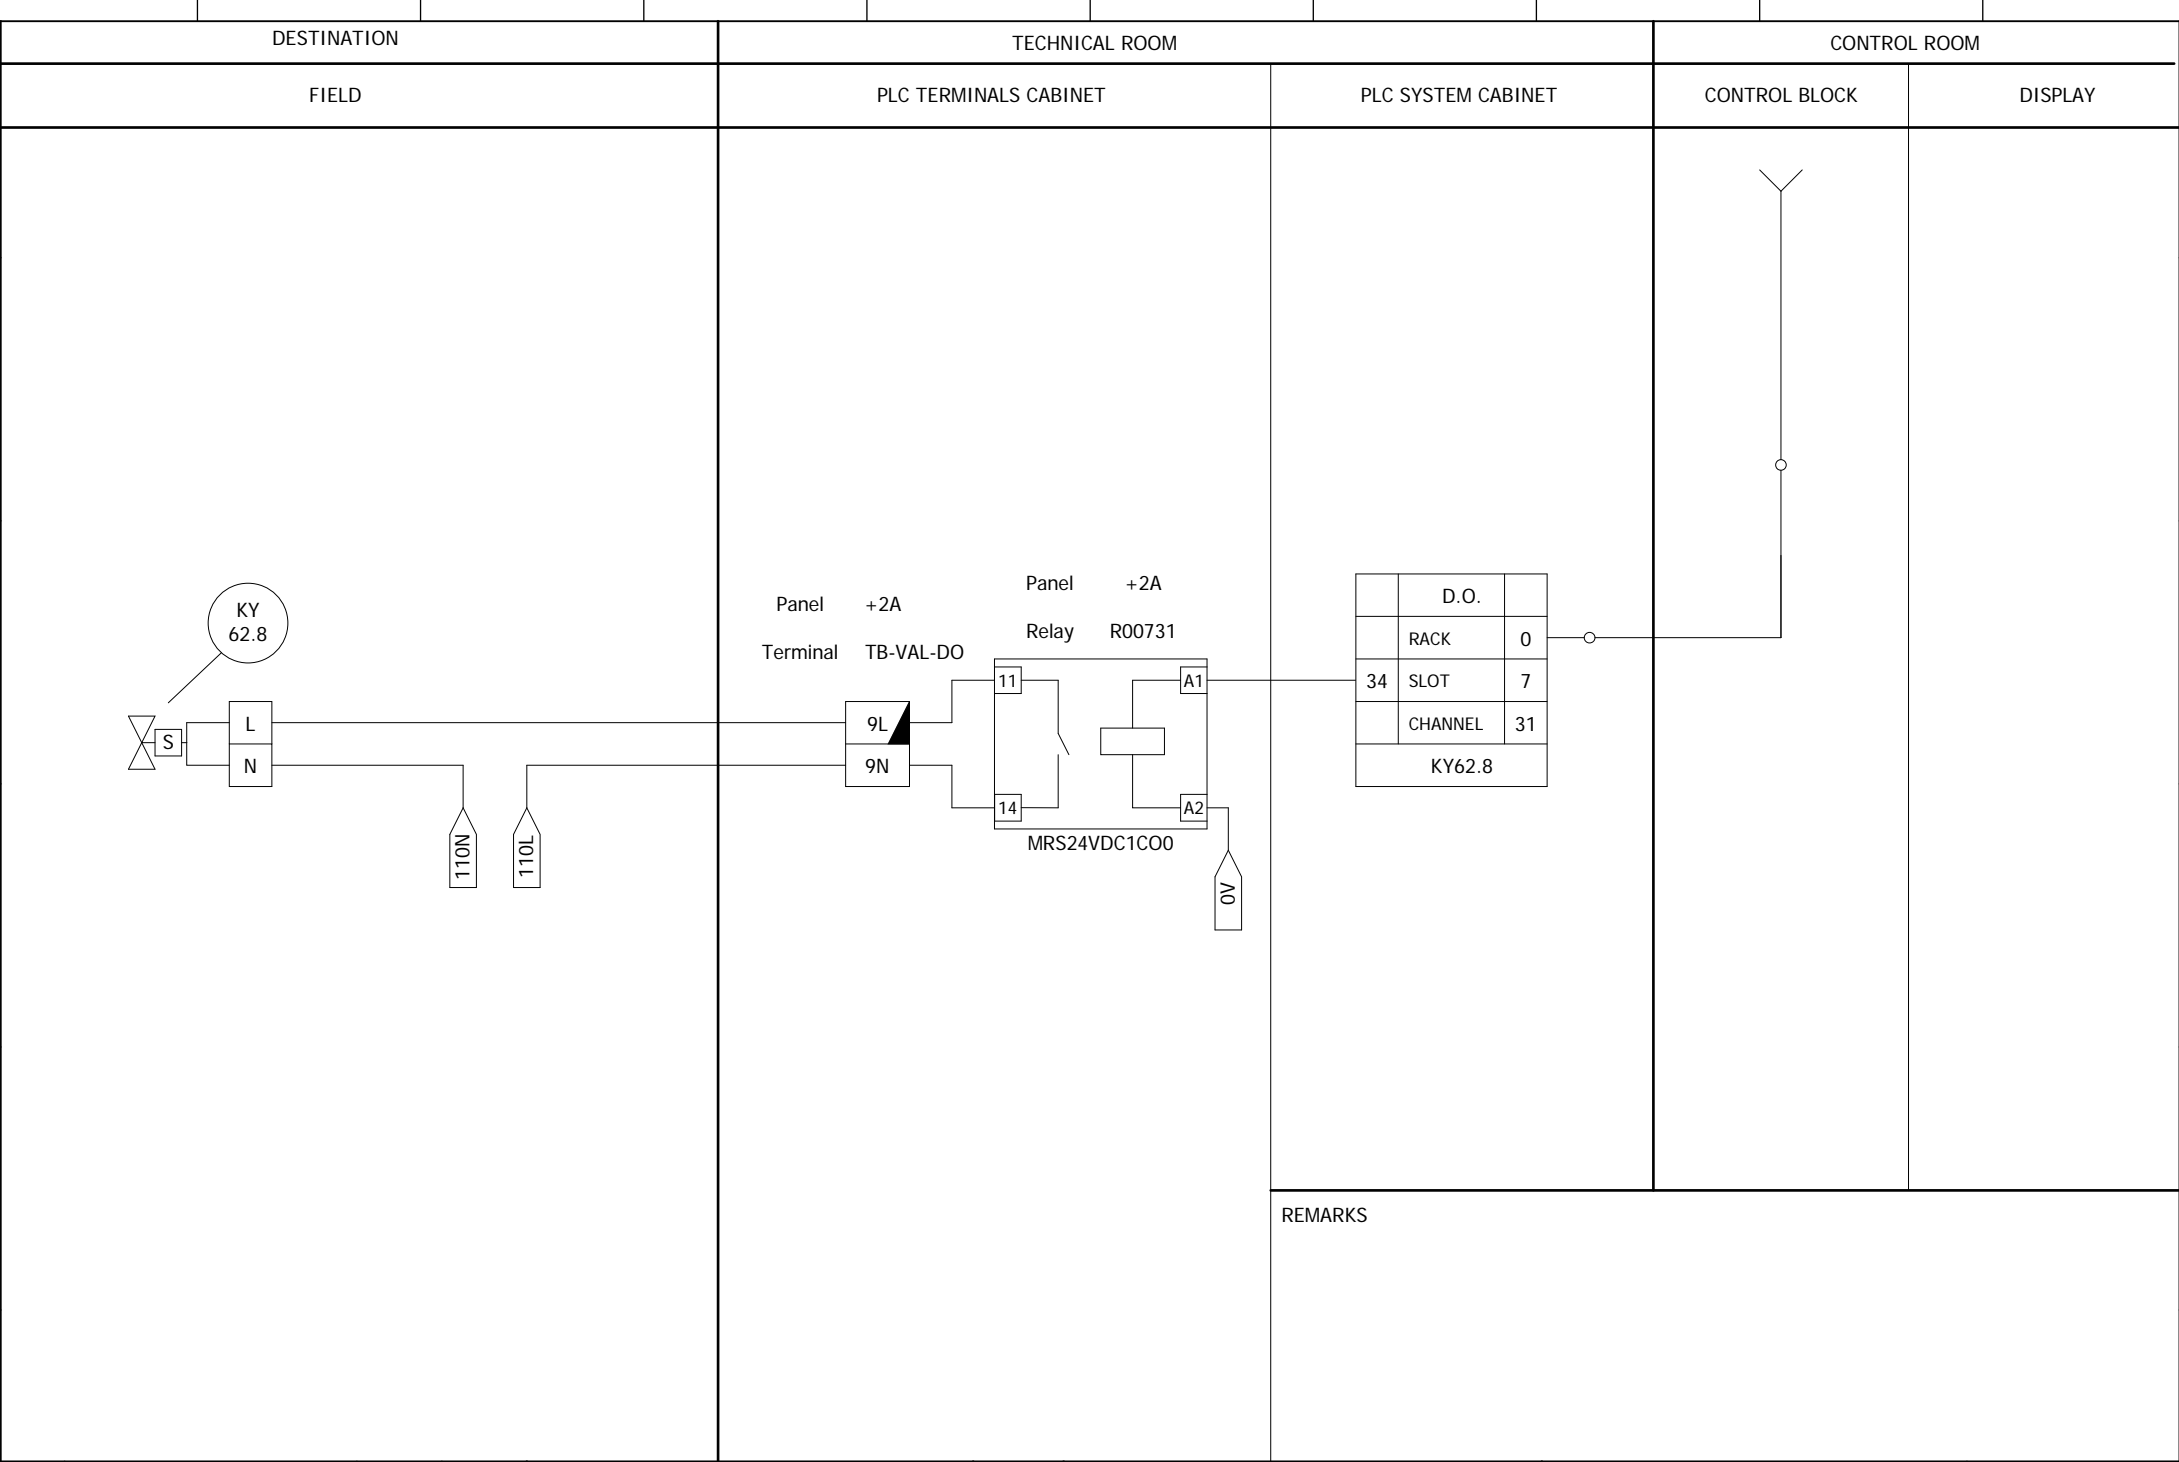 DESTINATION
TECHNICAL ROOM
CONTROL ROOM
FIELD
PLC TERMINALS CABINET
PLC SYSTEM CABINET
CONTROL BLOCK
DISPLAY
KY
62.8
S
L
N
110N
110L
Panel +2A
Terminal TB-VAL-DO
9L
9N
Panel +2A
Relay R00731
11
14
A1
A2
MRS24VDC1CO0
0V
D.O.
RACK 0
34 SLOT 7
CHANNEL 31
KY62.8
REMARKS